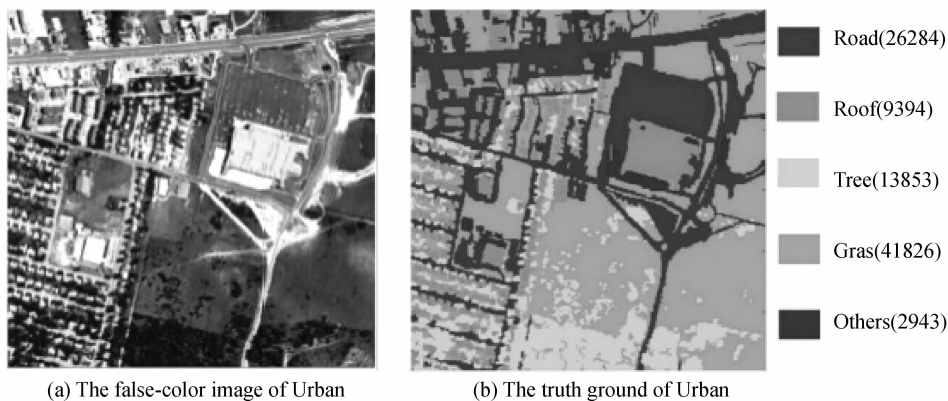 Road(26284)
Roof(9394)
Tree(13853)
Gras(41826)
Others(2943)
(a) The false-color image of Urban
(b) The truth ground of Urban